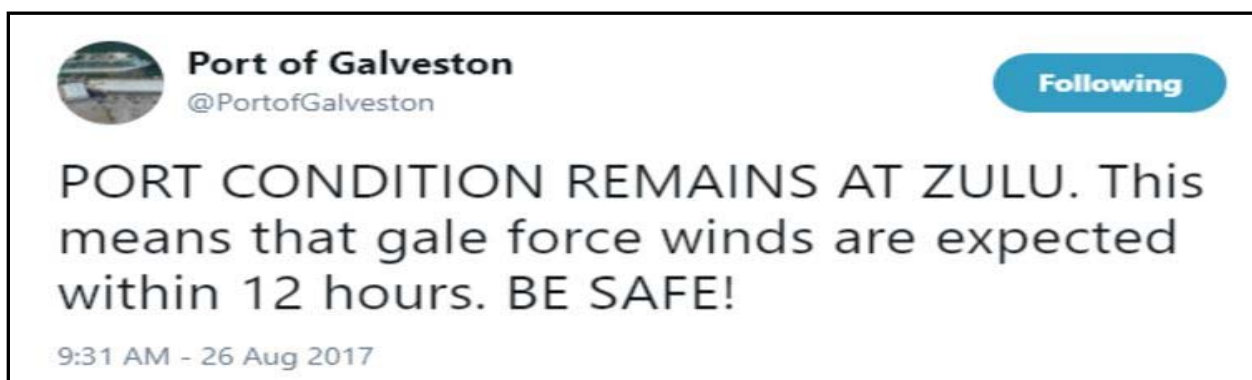 Port of Galveston
@PortofGalveston
Following
PORT CONDITION REMAINS AT ZULU. This
means that gale force winds are expected
within 12 hours. BE SAFE!
9:31 AM - 26 Aug 2017